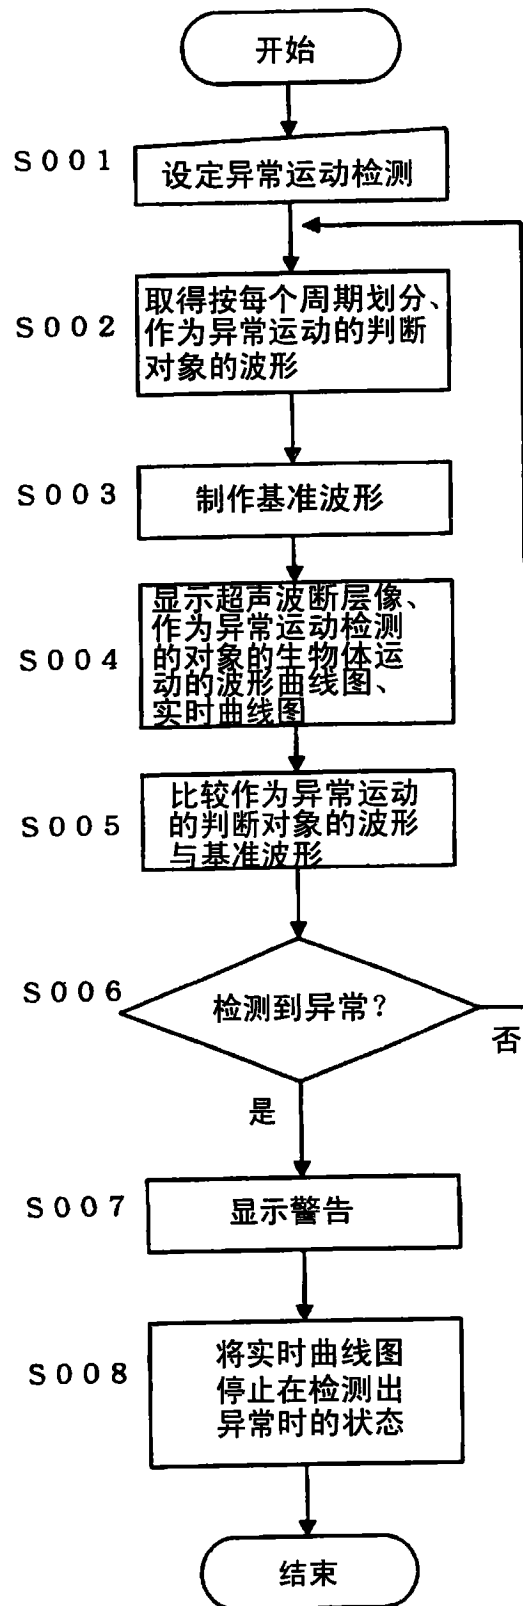 开始
S001
设定异常运动检测
S002
取得按每个周期划分、
作为异常运动的判断
对象的波形
S003
制作基准波形
S004
显示超声波断层像、
作为异常运动检测
的对象的生物体运
动的波形曲线图、
实时曲线图
S005
比较作为异常运动
的判断对象的波形
与基准波形
S006
检测到异常？
否
是
S007
显示警告
S008
将实时曲线图
停止在检测出
异常时的状态
结束